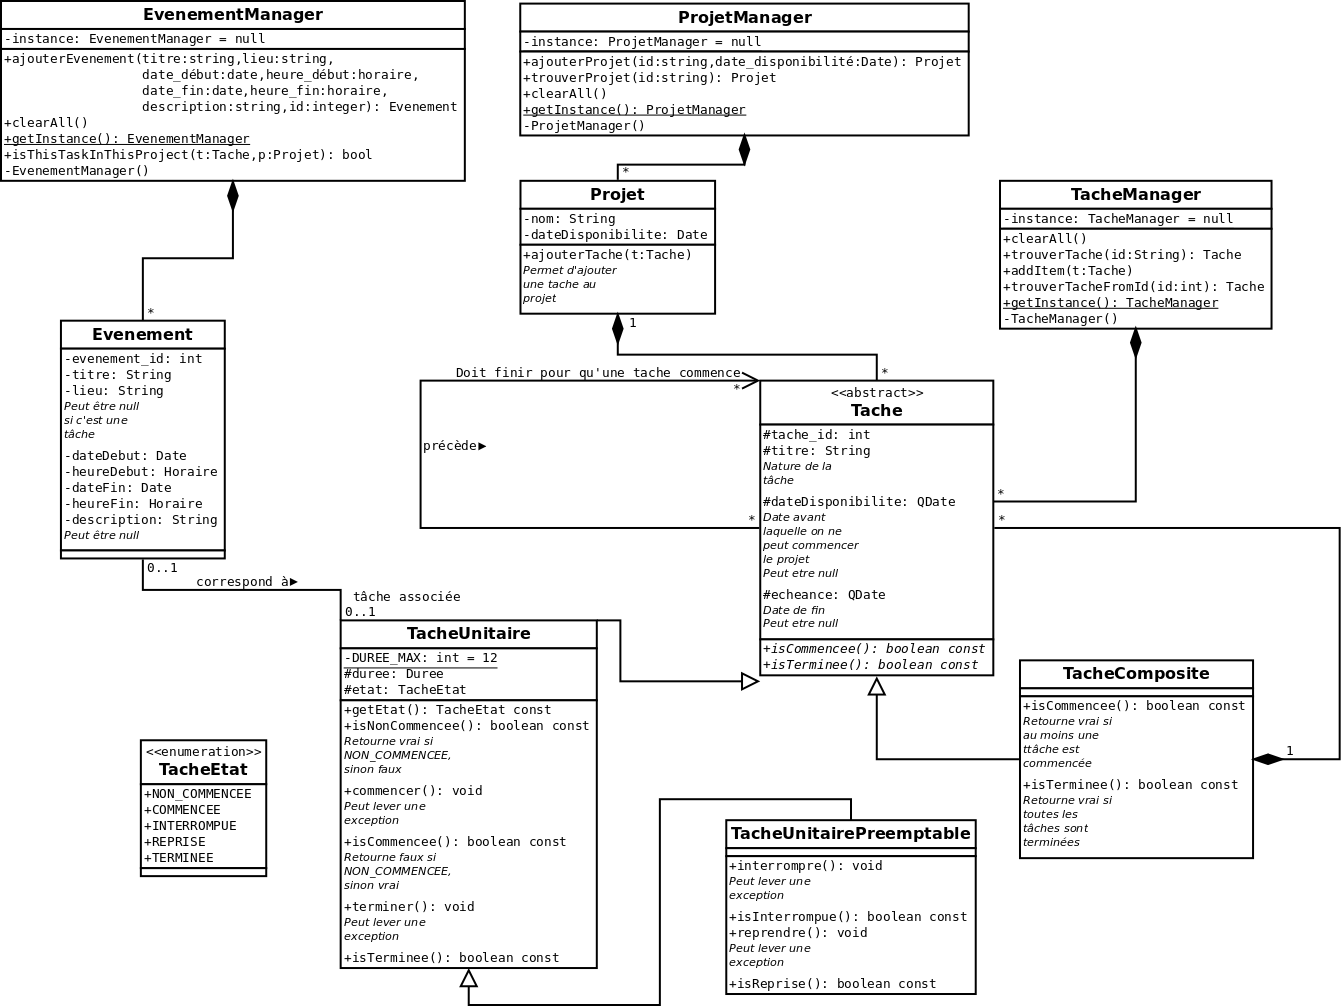 EvenementManager
-instance: EvenementManager = null
+ajouterEvenement(titre:string,lieu:string,
date_début:date,heure_début:horaire,
date_fin:date,heure_fin:horaire,
description:string,id:integer): Evenement
+clearAll()
+getInstance(): EvenementManager
+isThisTaskInThisProject(t:Tache,p:Projet): bool
-EvenementManager()
ProjetManager
-instance: ProjetManager = null
+ajouterProjet(id:string,date_disponibilité:Date): Projet
+trouverProjet(id:string): Projet
+clearAll()
+getInstance(): ProjetManager
-ProjetManager()
*
Projet
-nom: String
-dateDisponibilite: Date
+ajouterTache(t:Tache)
Permet d'ajouter
une tache au
projet
1
TacheManager
-instance: TacheManager = null
+clearAll()
+trouverTache(id:String): Tache
+addItem(t:Tache)
+trouverTacheFromId(id:int): Tache
+getInstance(): TacheManager
-TacheManager()
*
Evenement
-evenement_id: int
-titre: String
-lieu: String
Peut être null
si c'est une
tâche
-dateDebut: Date
-heureDebut: Horaire
-dateFin: Date
-heureFin: Horaire
-description: String
Peut être null
0..1
correspond à
tâche associée
0..1
Doit finir pour qu'une tache commence
*
précède
*
*
<<abstract>>
Tache
#tache_id: int
#titre: String
Nature de la
tâche
#dateDisponibilite: QDate
Date avant
laquelle on ne
peut commencer
le projet
Peut etre null
#echeance: QDate
Date de fin
Peut etre null
+isCommencee(): boolean const
+isTerminee(): boolean const
*
*
TacheUnitaire
-DUREE_MAX: int = 12
#duree: Duree
#etat: TacheEtat
+getEtat(): TacheEtat const
+isNonCommencee(): boolean const
Retourne vrai si
NON_COMMENCEE,
sinon faux
+commencer(): void
Peut lever une
exception
+isCommencee(): boolean const
Retourne faux si
NON_COMMENCEE,
sinon vrai
+terminer(): void
Peut lever une
exception
+isTerminee(): boolean const
TacheComposite
+isCommencee(): boolean const
Retourne vrai si
au moins une
ttâche est
commencée
+isTerminee(): boolean const
Retourne vrai si
toutes les
tâches sont
terminées
1
<<enumeration>>
TacheEtat
+NON_COMMENCEE
+COMMENCEE
+INTERROMPUE
+REPRISE
+TERMINEE
TacheUnitairePreemptable
+interrompre(): void
Peut lever une
exception
+isInterrompue(): boolean const
+reprendre(): void
Peut lever une
exception
+isReprise(): boolean const